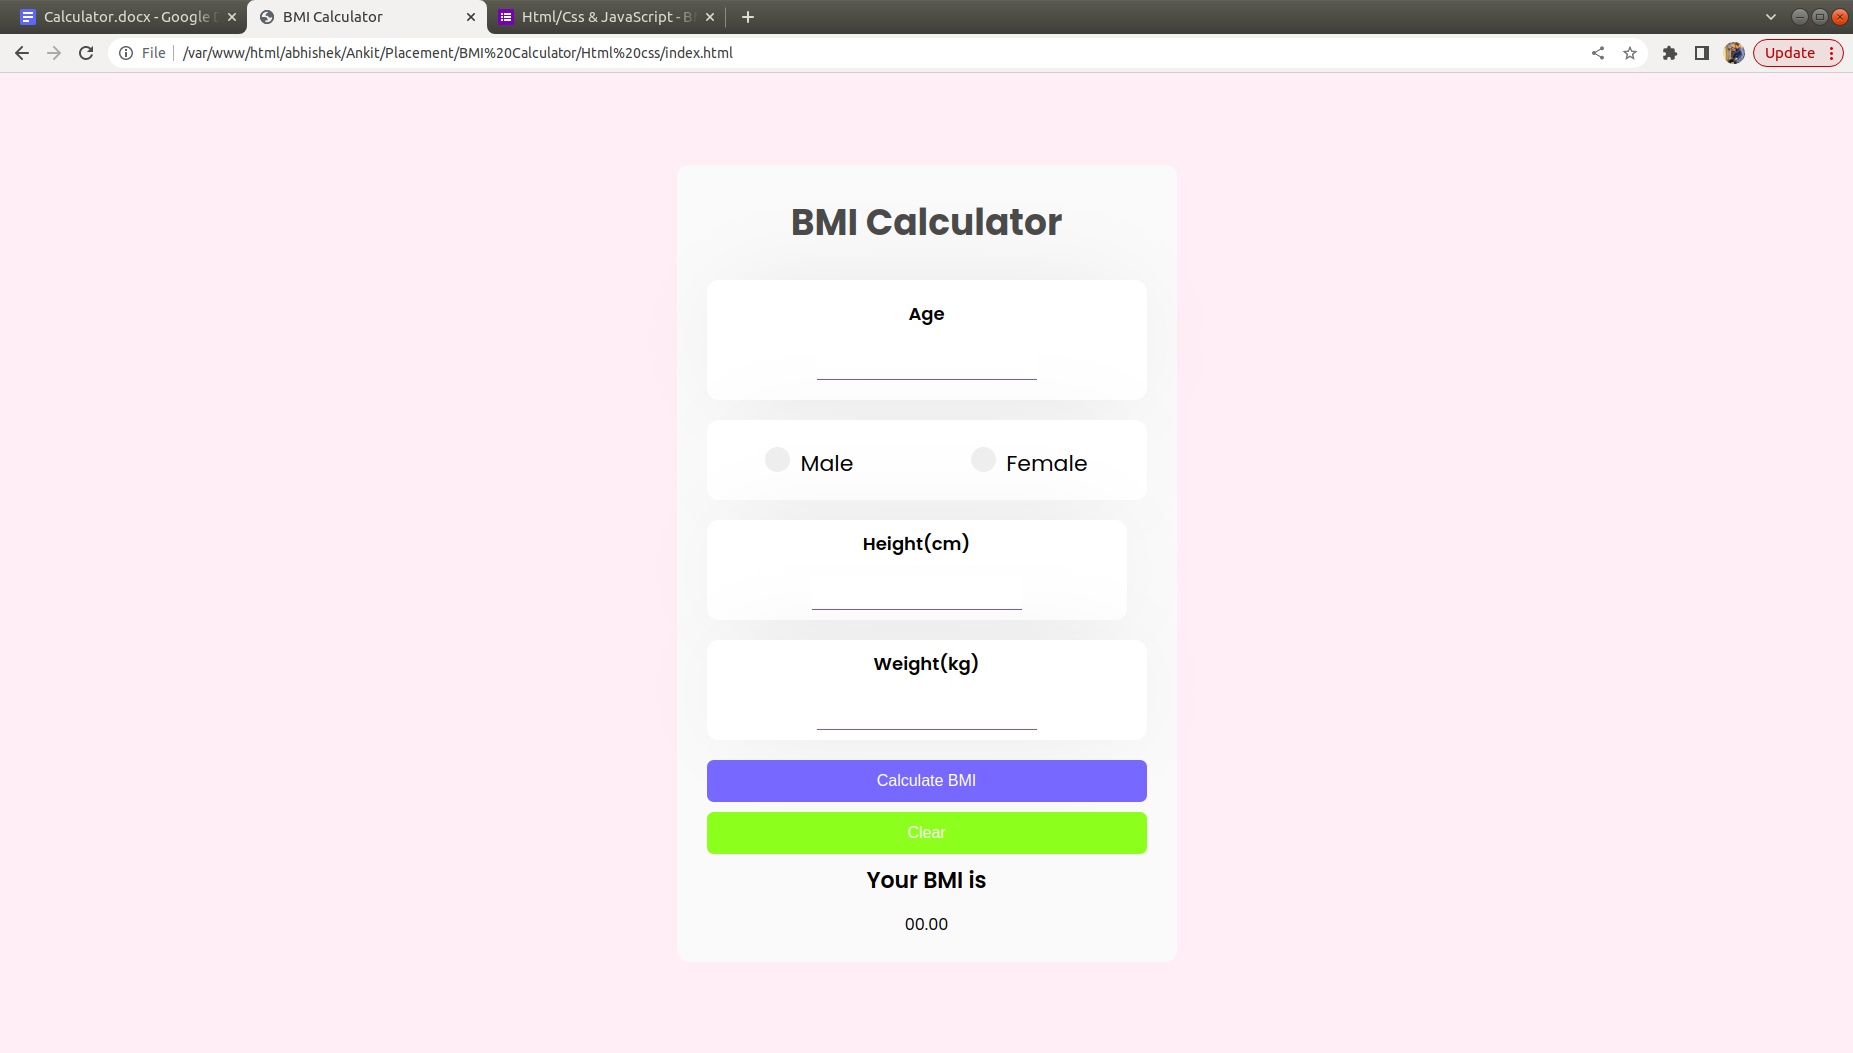 Calculator.docx - Google
BMI Calculator
Html/Css & JavaScript - B
File
/var/www/html/abhishek/Ankit/Placement/BMI%20Calculator/Html%20css/index.html
Update
BMI Calculator
Age
Male Female
Height(cm)
Weight(kg)
Calculate BMI
Clear
Your BMI is
00.00